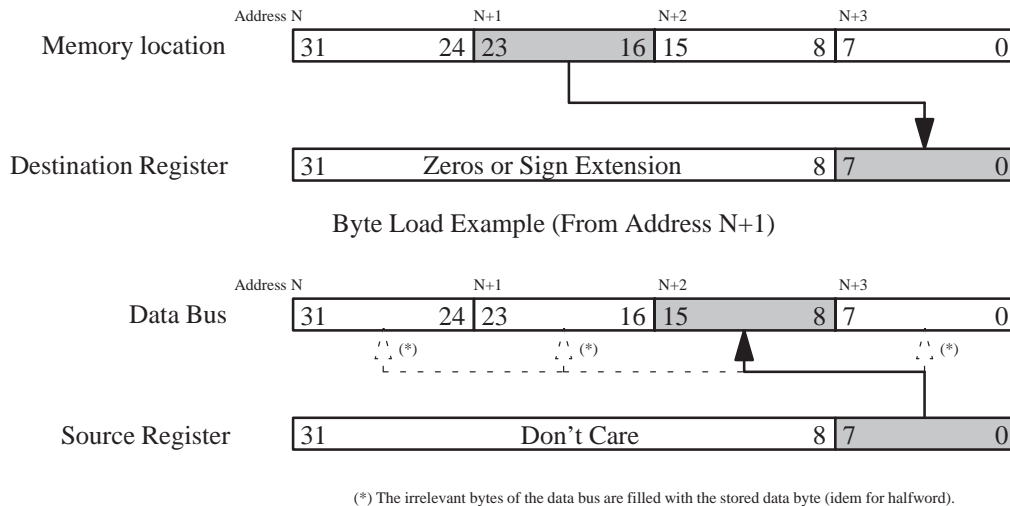 Address N N+1 N+2 N+3
Memory location 31 24 23 16 15 8 7 0
Destination Register 31 Zeros or Sign Extension 8 7 0
Byte Load Example (From Address N+1)
Address N N+1 N+2 N+3
Data Bus 31 24 23 16 15 8 7 0
(*) (*) (*)
Source Register 31 Don't Care 8 7 0
(*) The irrelevant bytes of the data bus are filled with the stored data byte (idem for halfword).